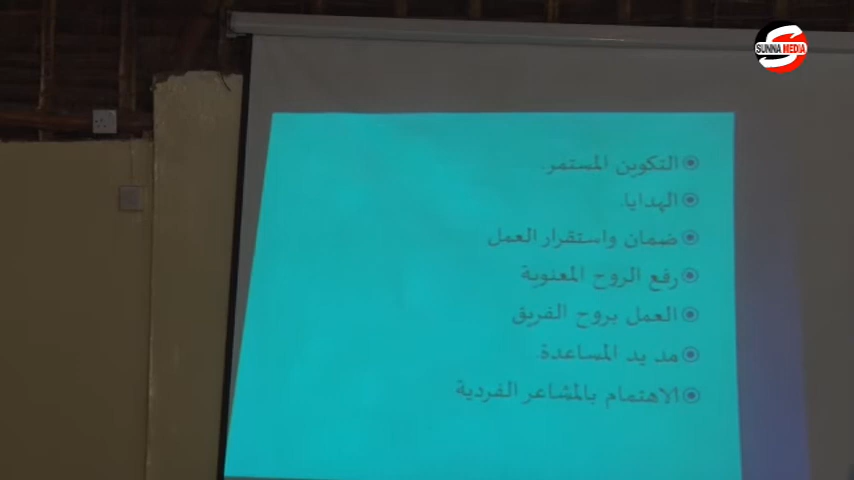 SUNNA MEDIA
التكوين المستمر.
الهدايا.
ضمان واستقرار العمل
رفع الروح المعنوية
العمل بروح الفريق
مد يد المساعدة.
الاهتمام بالمشاعر الفردية